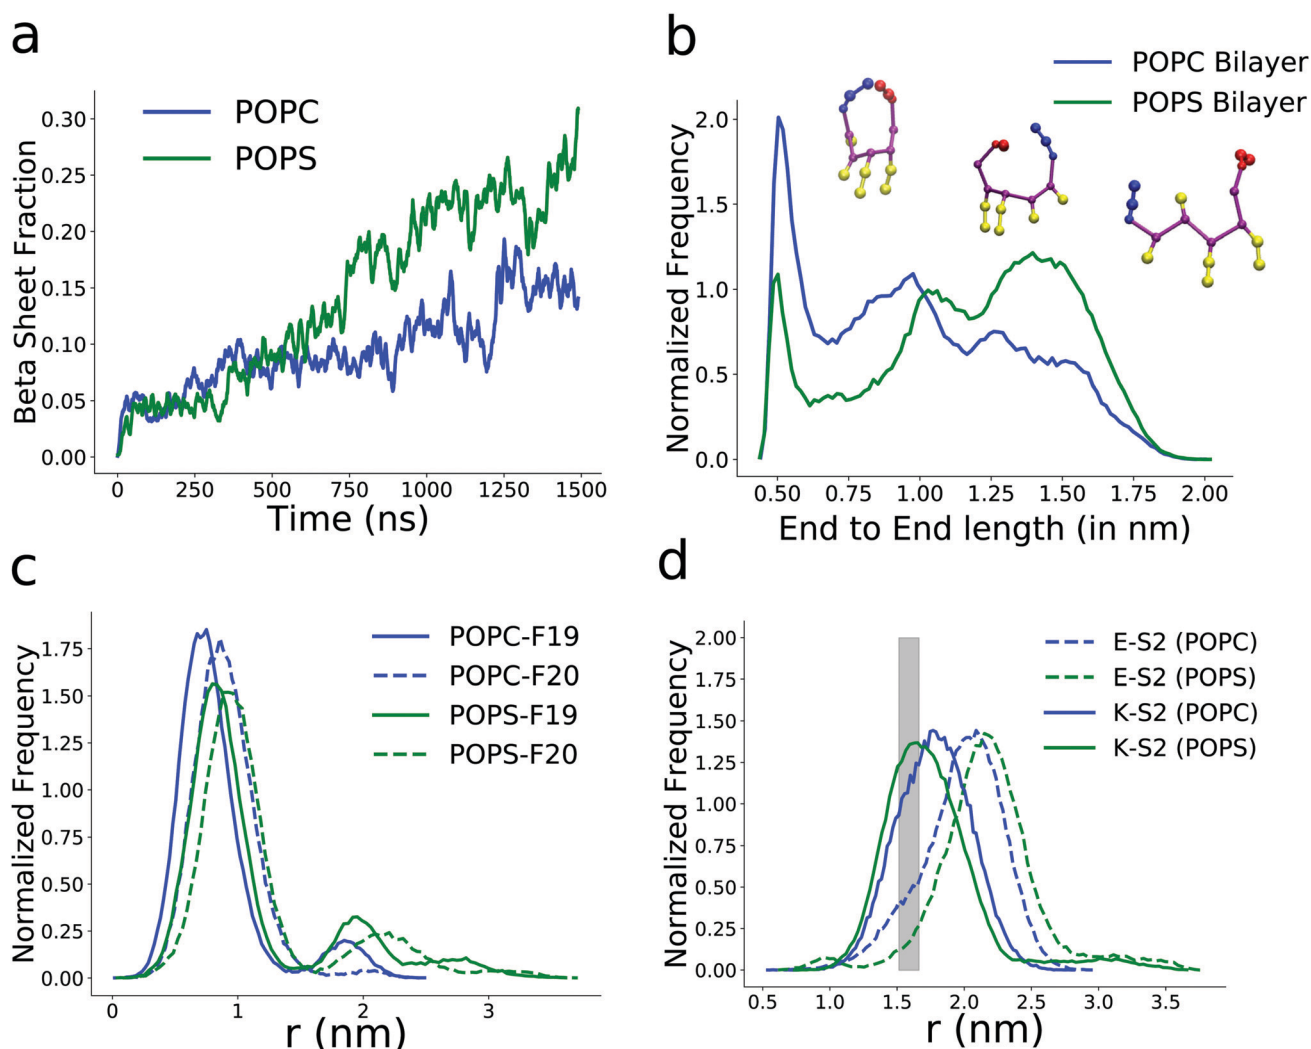 a
POPC
POPS
Beta Sheet Fraction
0.30
0.25
0.20
0.15
0.10
0.05
0.00
0
250
500
750
1000
1250
1500
Time (ns)
b
POPC Bilayer
POPS Bilayer
Normalized Frequency
2.0
1.5
1.0
0.5
0.0
0.50
0.75
1.00
1.25
1.50
1.75
2.00
End to End length (in nm)
c
POPC-F19
POPC-F20
POPS-F19
POPS-F20
Normalized Frequency
1.75
1.50
1.25
1.00
0.75
0.50
0.25
0.00
0
1
2
3
r (nm)
d
E-S2 (POPC)
E-S2 (POPS)
K-S2 (POPC)
K-S2 (POPS)
Normalized Frequency
2.00
1.75
1.50
1.25
1.00
0.75
0.50
0.25
0.00
0.5
1.0
1.5
2.0
2.5
3.0
3.5
r (nm)